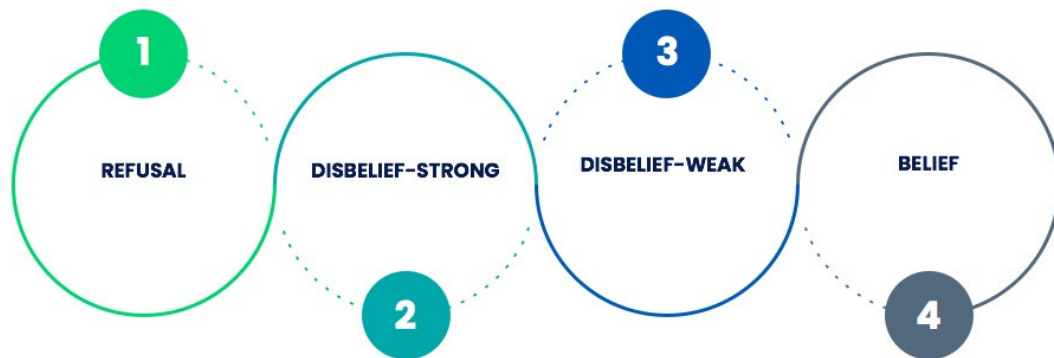 1
REFUSAL
2
DISBELIEF-STRONG
3
DISBELIEF-WEAK
4
BELIEF